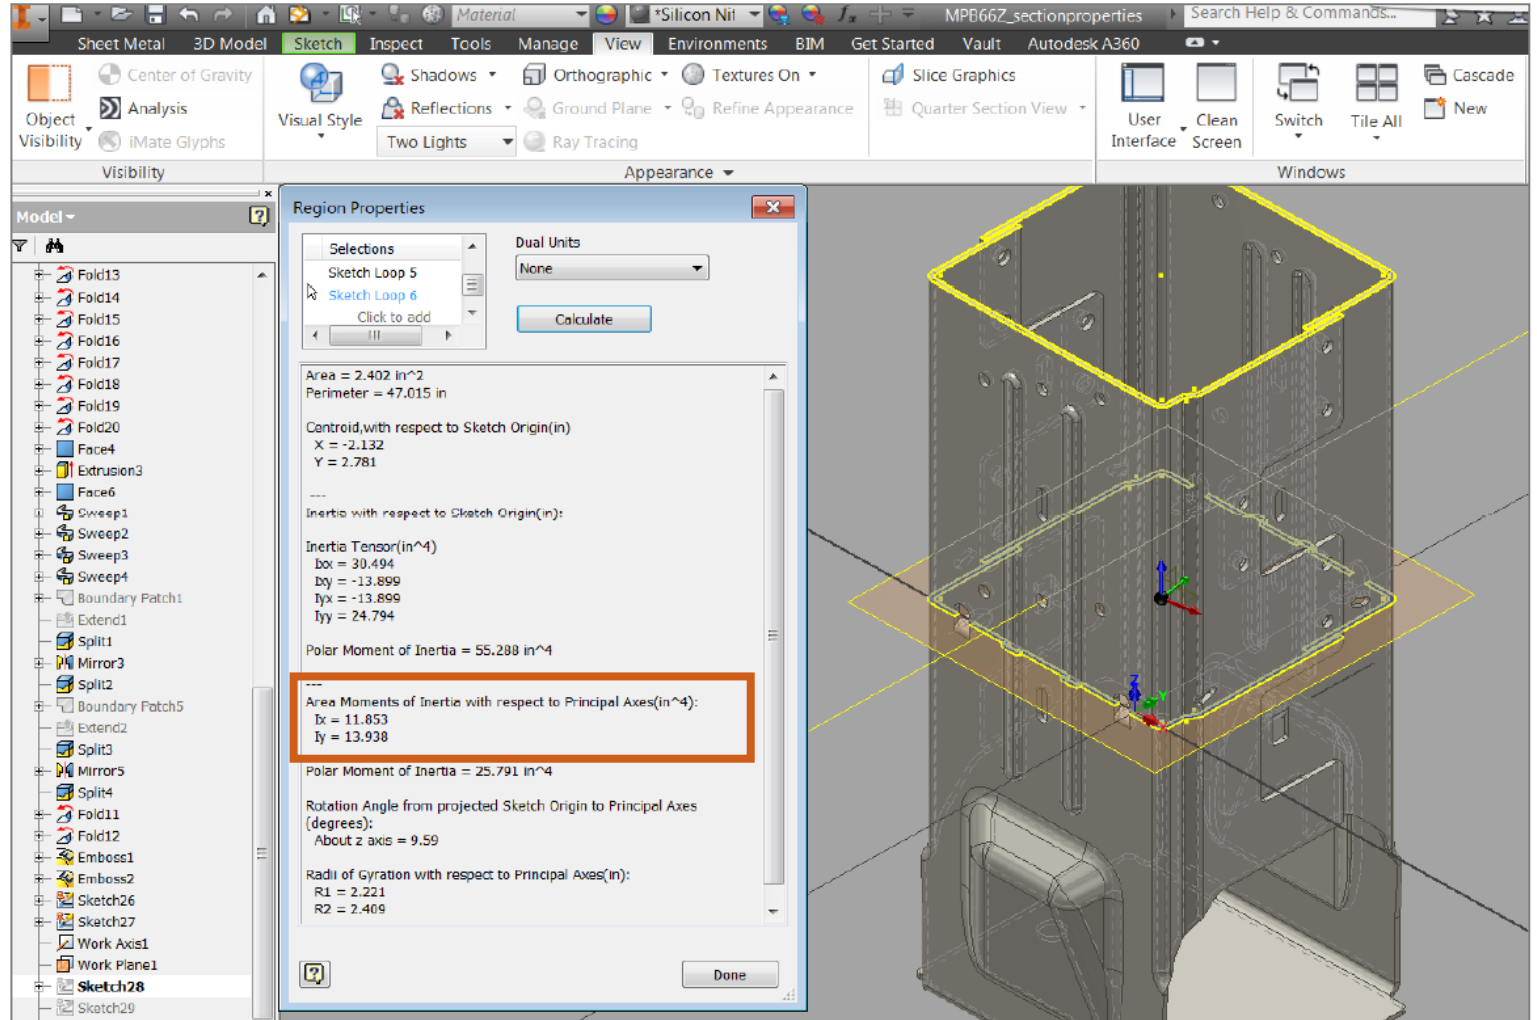 Material
*Silicon Nit
MPB66Z_sectionproperties
Search Help & Commands...
Sheet Metal 3D Model Sketch Inspect Tools Manage View Environments BIM Get Started Vault Autodesk A360
Center of Gravity
Analysis
iMate Glyphs
Object
Visibility
Visibility
Visual Style
Shadows
Reflections
Two Lights
Orthographic
Ground Plane
Ray Tracing
Textures On
Refine Appearance
Slice Graphics
Quarter Section View
Appearance
User
Interface
Clean
Screen
Switch
Tile All
Cascade
New
Windows
Model
Fold13
Fold14
Fold15
Fold16
Fold17
Fold18
Fold19
Fold20
Face4
Extrusion3
Face6
Sweep1
Sweep2
Sweep3
Sweep4
Boundary Patch1
Extend1
Split1
Mirror3
Split2
Boundary Patch5
Extend2
Split3
Mirror5
Split4
Fold11
Fold12
Emboss1
Emboss2
Sketch26
Sketch27
Work Axis1
Work Plane1
Sketch28
Sketch29
Region Properties
Selections
Sketch Loop 5
Sketch Loop 6
Click to add
Dual Units
None
Calculate
Area = 2.402 in^2
Perimeter = 47.015 in
Centroid,with respect to Sketch Origin(in)
X = -2.132
Y = 2.781
---
Inertia with respect to Sketch Origin(in):
Inertia Tensor(in^4)
Ixx = 30.494
Ixy = -13.899
Iyx = -13.899
Iyy = 24.794
Polar Moment of Inertia = 55.288 in^4
---
Area Moments of Inertia with respect to Principal Axes(in^4):
Ix = 11.853
Iy = 13.938
Polar Moment of Inertia = 25.791 in^4
Rotation Angle from projected Sketch Origin to Principal Axes
(degrees):
About z axis = 9.59
Radii of Gyration with respect to Principal Axes(in):
R1 = 2.221
R2 = 2.409
Done
Z
Y